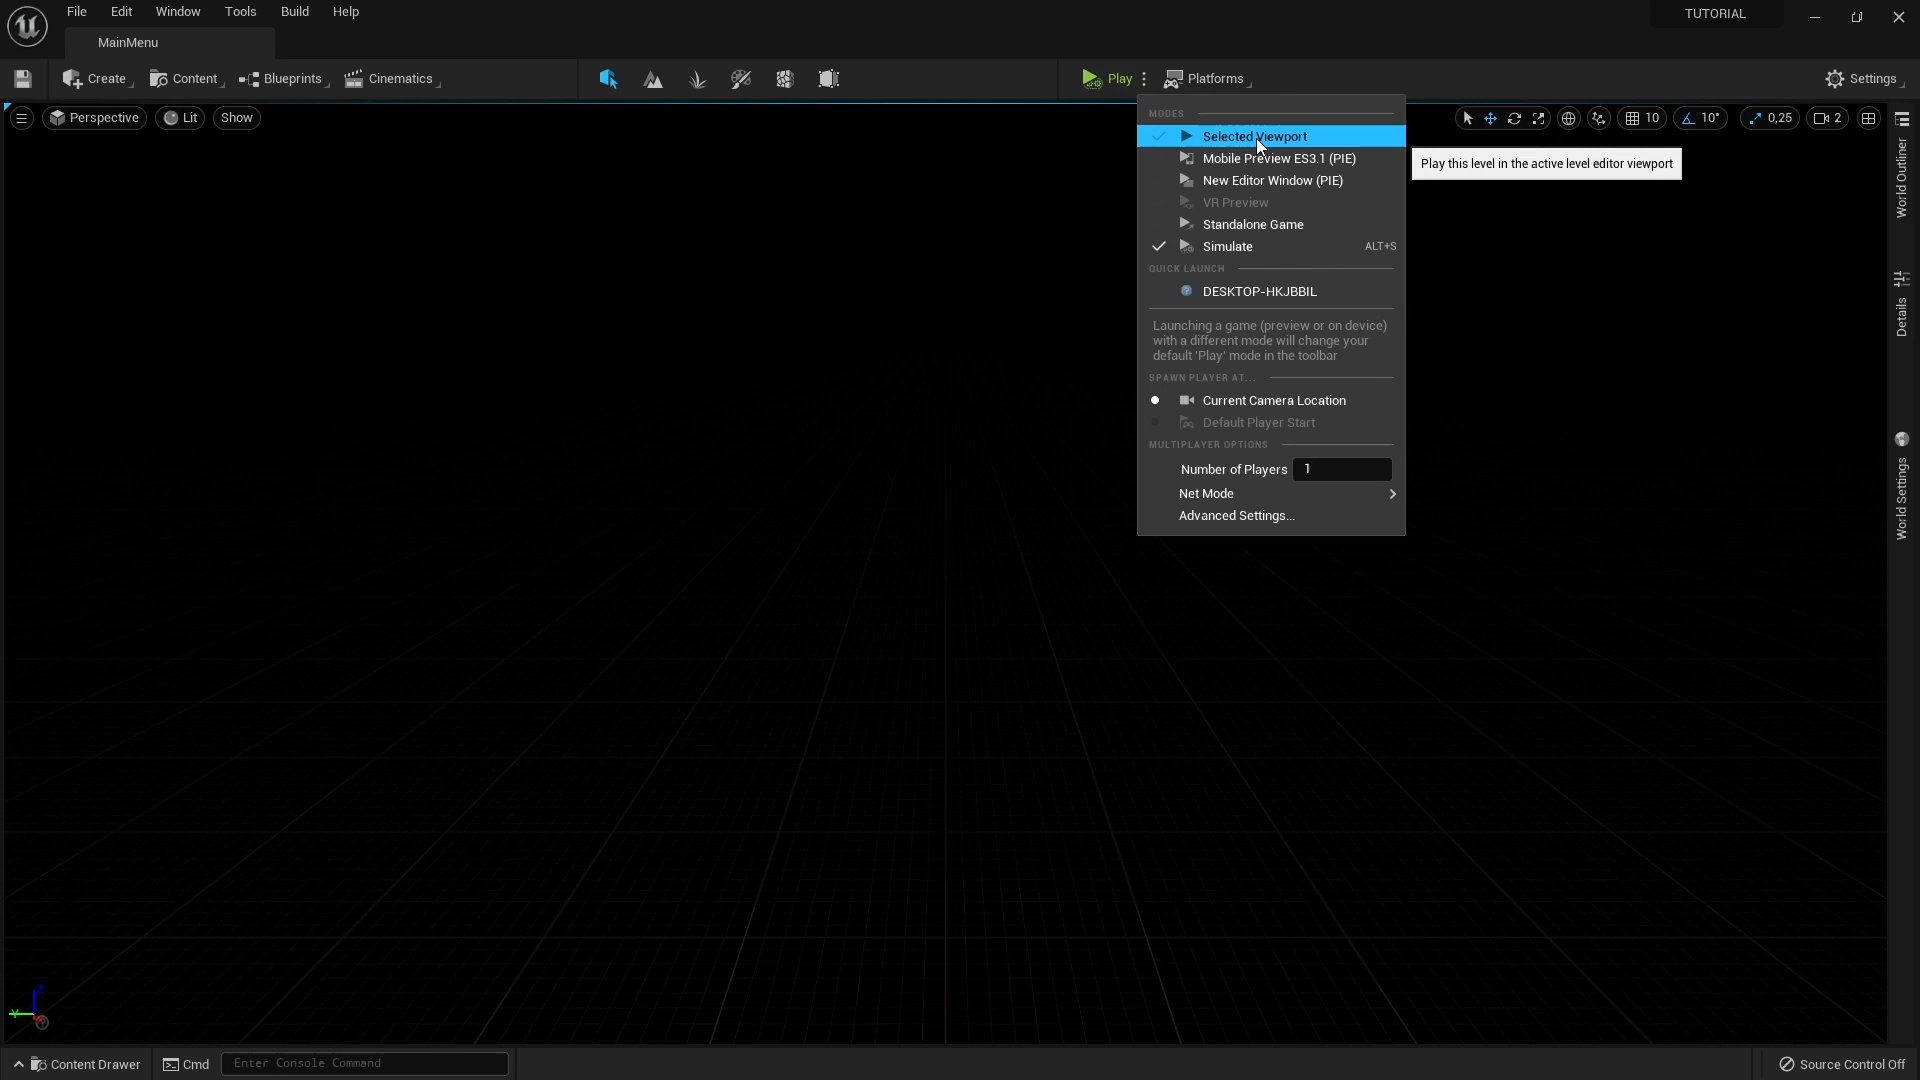 File Edit Window Tools Build Help
TUTORIAL
MainMenu
Create Content Blueprints Cinematics
Play Platforms
Settings
Perspective Lit Show
10 10° 0,25 2
MODES
Selected Viewport
Mobile Preview ES3.1 (PIE)
New Editor Window (PIE)
VR Preview
Standalone Game
Simulate ALT+S
QUICK LAUNCH
DESKTOP-HKJBBIL
Launching a game (preview or on device)
with a different mode will change your
default 'Play' mode in the toolbar
SPAWN PLAYER AT...
Current Camera Location
Default Player Start
MULTIPLAYER OPTIONS
Number of Players 1
Net Mode
Advanced Settings...
Play this level in the active level editor viewport
World Outliner
Details
World Settings
Z
Y
Content Drawer Cmd Enter Console Command
Source Control Off